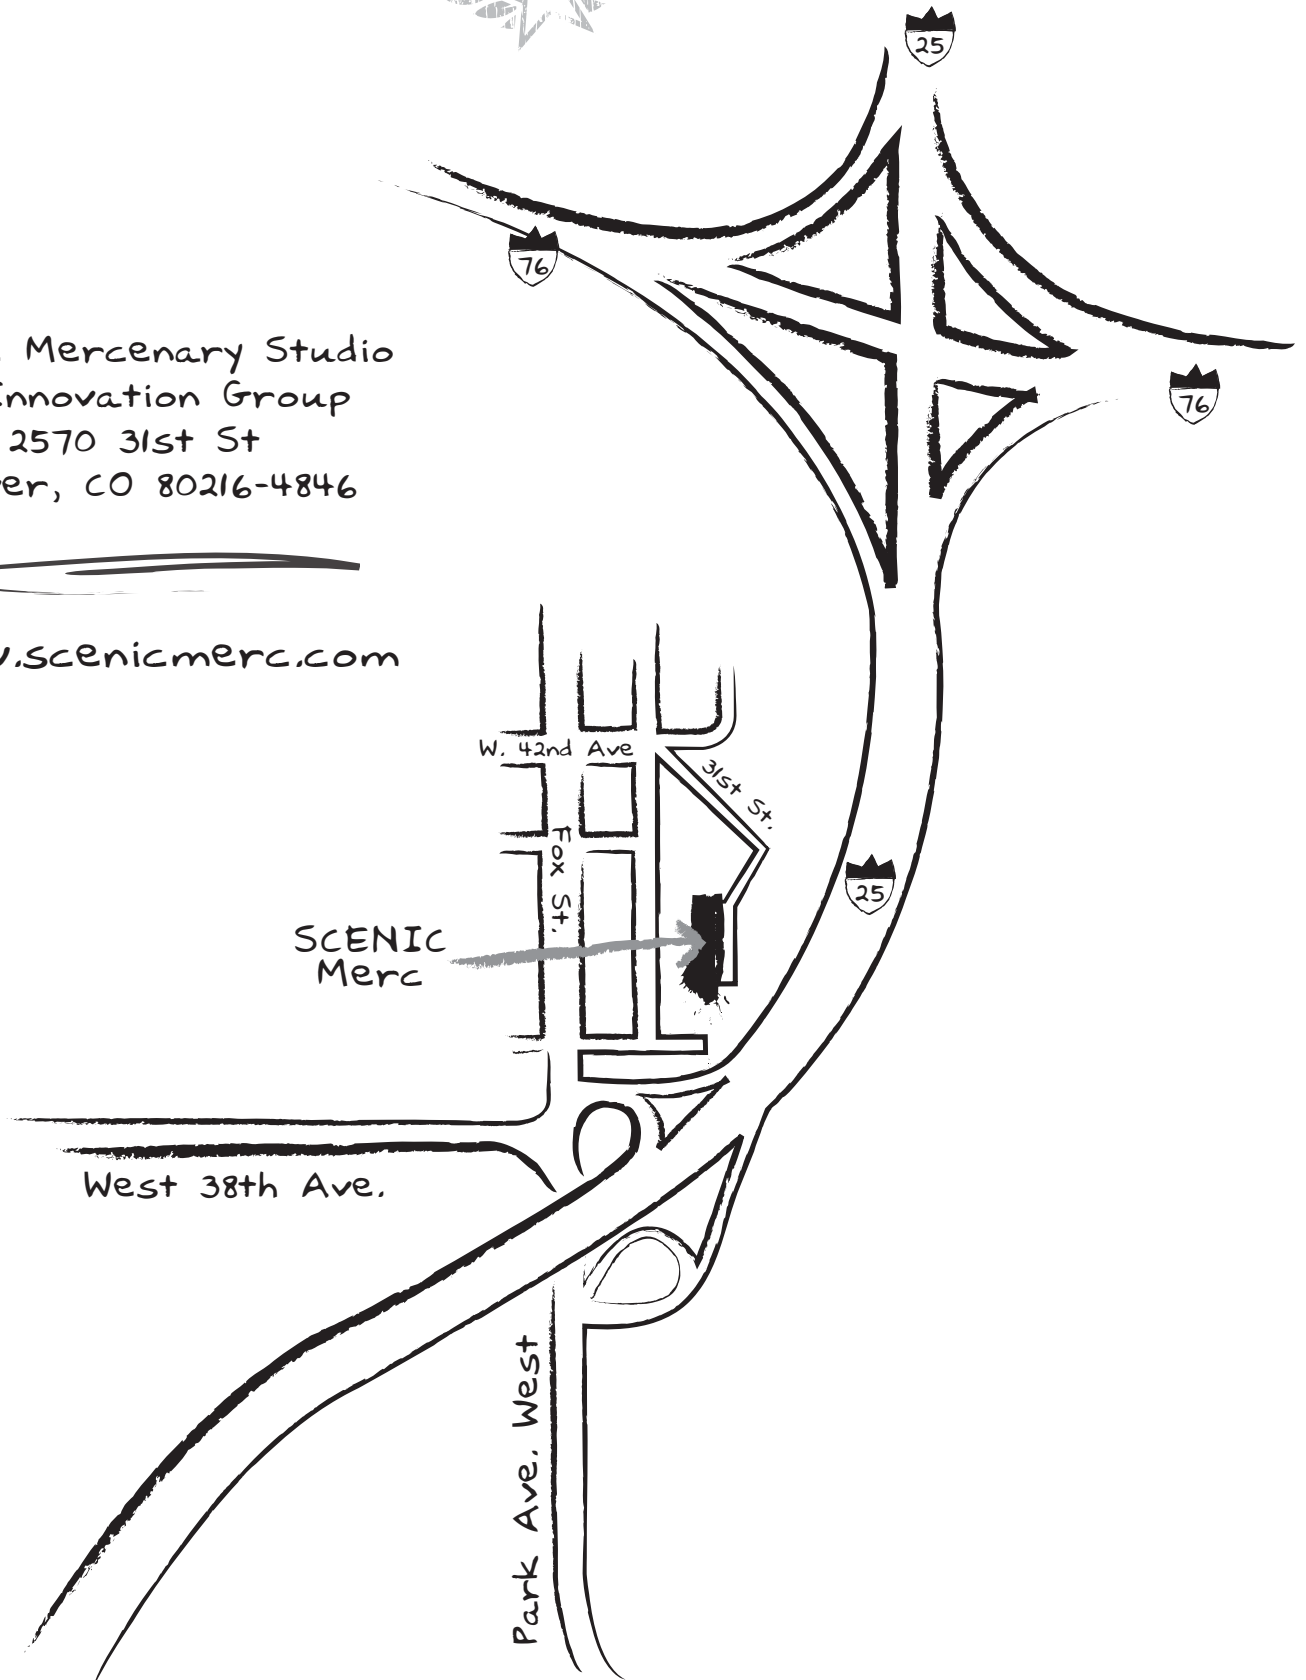 25
76
Mercenary Studio
Innovation Group
2570 31st St
er, CO 80216-4846
76
.scenicmerc.com
W. 42nd Ave
31st St.
Fox St.
25
SCENIC
Merc
West 38th Ave.
Park Ave. West